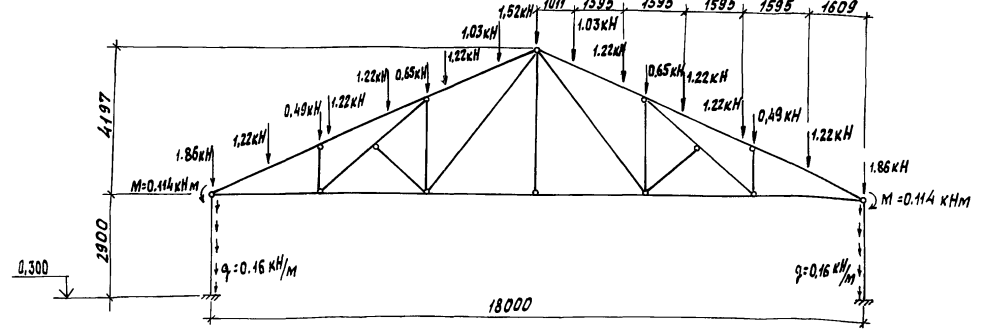 1011 1595 1595 1595 1595 1609
1,52кН
1.03кН 1.03кН
1.22кН 1.22кН
1.22кН 0,65кН 0,65кН 1,22кН
0,49кН 1.22кН 1.22кН 0,49кН
1,22кН 1.22кН
1.86кН 1.86кН
М=0.114кНм М=0.114 кНм
4197
2900
0,300
q=0.16 кН/м q=0,16 кН/м
18000